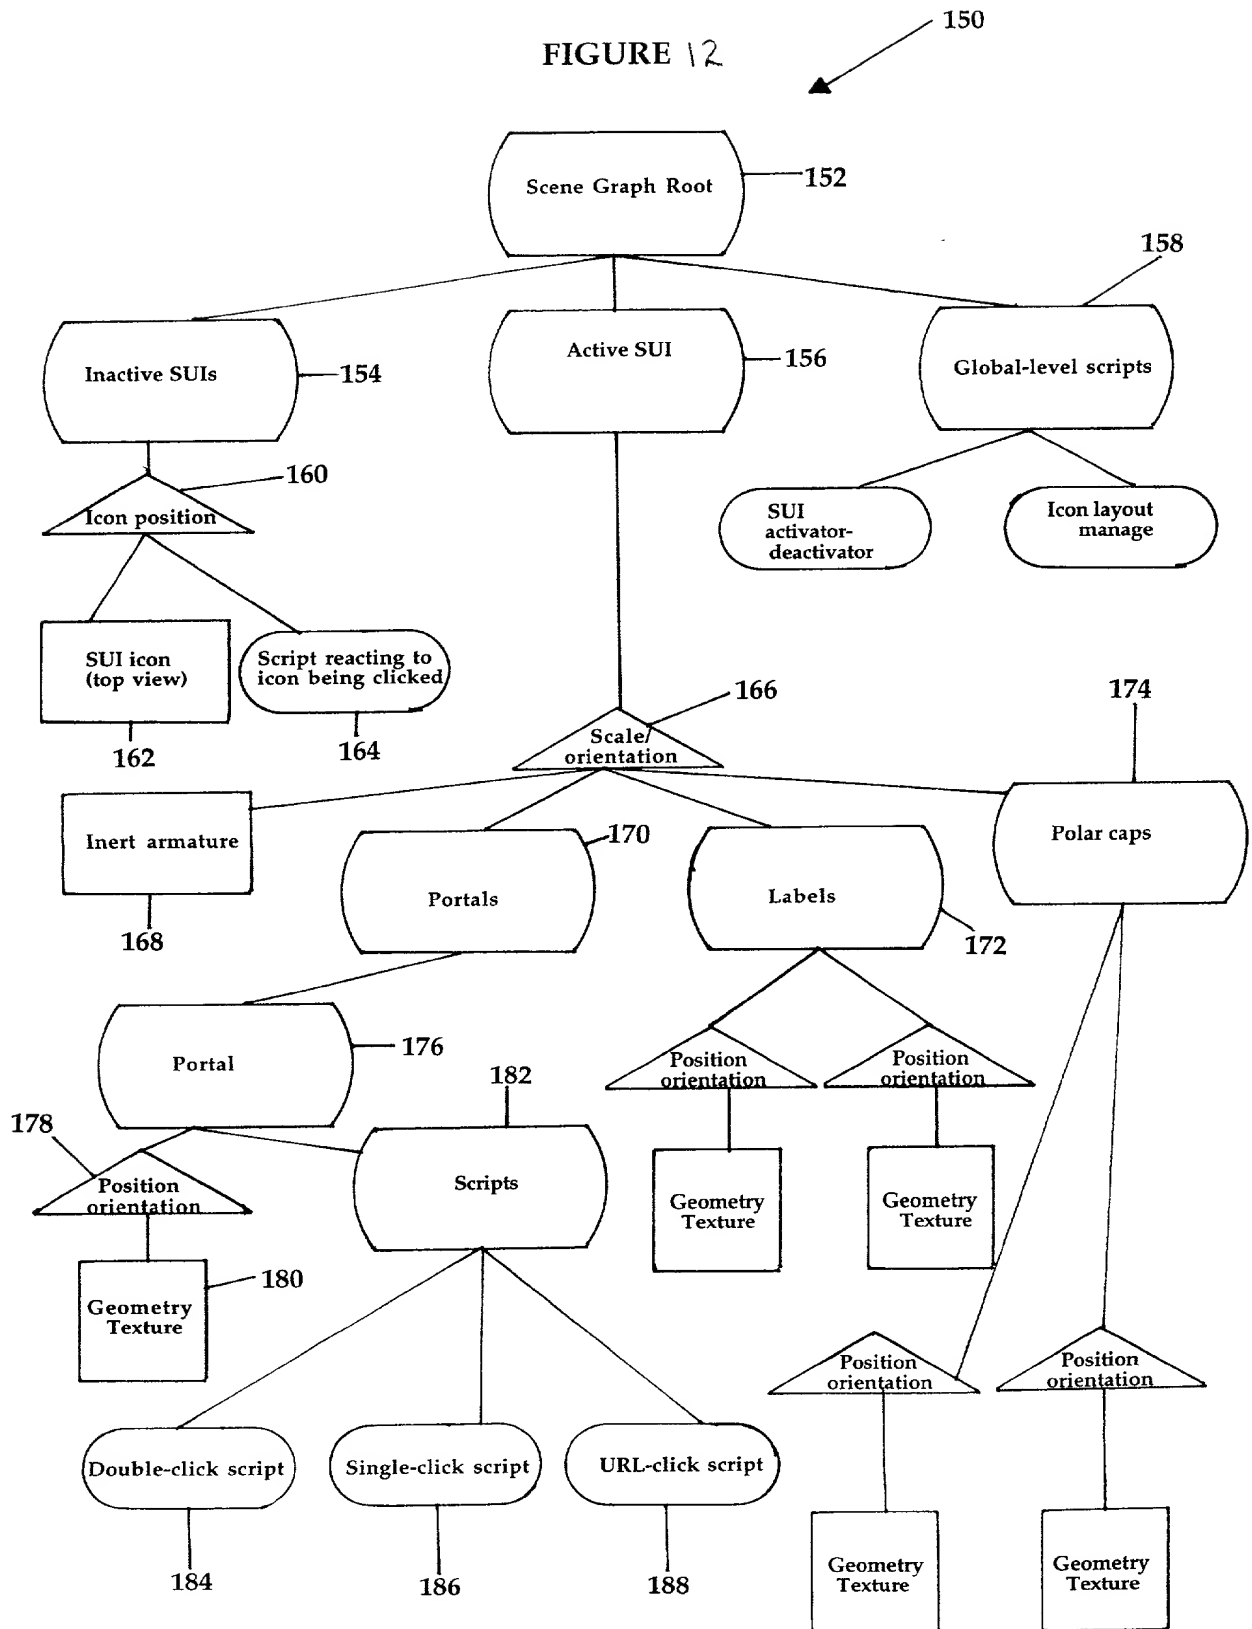 150
FIGURE 12
Scene Graph Root
152
158
Inactive SUIs
154
Active SUI
156
Global-level scripts
160
Icon position
SUI
activator-
deactivator
Icon layout
manage
SUI icon
(top view)
Script reacting to
icon being clicked
162
164
166
174
Scale/
orientation
Inert armature
168
170
Portals
Labels
172
Polar caps
Portal
176
182
178
Position
orientation
Scripts
Position
orientation
Position
orientation
Geometry
Texture
180
Geometry
Texture
Geometry
Texture
Position
orientation
Position
orientation
Double-click script
Single-click script
URL-click script
184
186
188
Geometry
Texture
Geometry
Texture